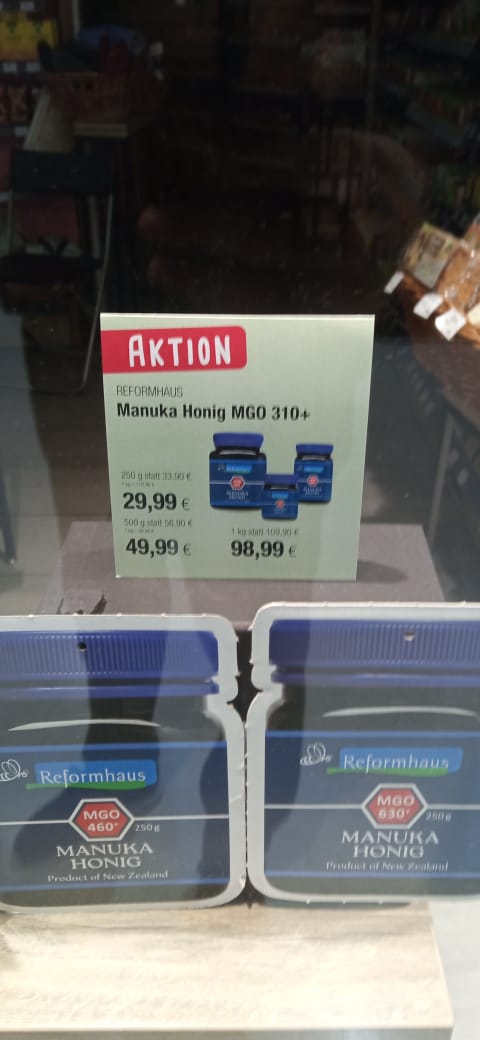 AKTION
REFORMHAUS
Manuka Honig MGO 310+
250 g statt 33,90 €
29,99 €
500 g statt 56,90 €
49,99 €
1 kg statt 109,90 €
98,99 €
Reformhaus
MGO
460+
250 g
MANUKA
HONIG
Product of New Zealand
Reformhaus
MGO
630+
250 g
MANUKA
HONIG
Product of New Zealand